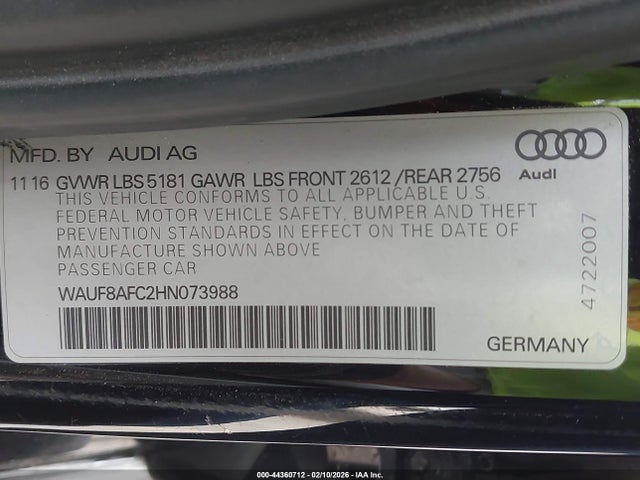 MFD. BY AUDI AG
Audi
11 16 GVWR LBS 5181 GAWR LBS FRONT 2612 /REAR 2756
THIS VEHICLE CONFORMS TO ALL APPLICABLE U.S.
FEDERAL MOTOR VEHICLE SAFETY, BUMPER AND THEFT
PREVENTION STANDARDS IN EFFECT ON THE DATE OF
MANUFACTURE SHOWN ABOVE
PASSENGER CAR
WAUF8AFC2HN073988
GERMANY
4722007
000-44360712 - 02/10/2026 - IAA Inc.